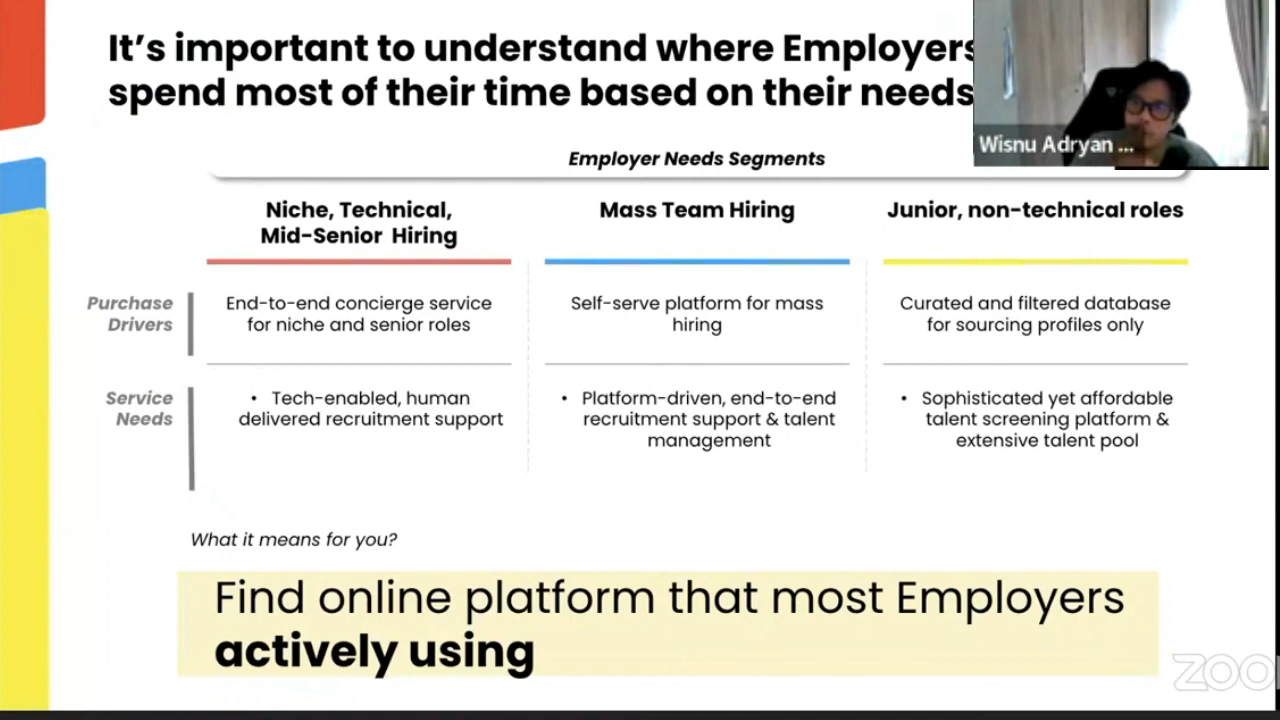 It's important to understand where Employers
spend most of their time based on their needs
Wisnu Adryan ...
Employer Needs Segments
Niche, Technical,
Mid-Senior Hiring
Mass Team Hiring
Junior, non-technical roles
Purchase
Drivers
End-to-end concierge service
for niche and senior roles
Self-serve platform for mass
hiring
Curated and filtered database
for sourcing profiles only
Service
Needs
• Tech-enabled, human
delivered recruitment support
• Platform-driven, end-to-end
recruitment support & talent
management
• Sophisticated yet affordable
talent screening platform &
extensive talent pool
What it means for you?
Find online platform that most Employers
actively using
zoo